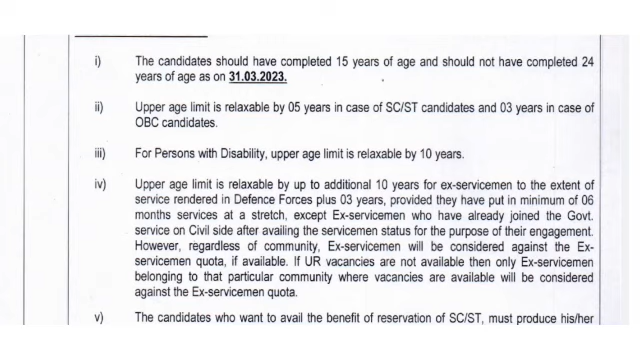 i) The candidates should have completed 15 years of age and should not have completed 24
years of age as on 31.03.2023.
ii) Upper age limit is relaxable by 05 years in case of SC/ST candidates and 03 years in case of
OBC candidates.
iii) For Persons with Disability, upper age limit is relaxable by 10 years.
iv) Upper age limit is relaxable by up to additional 10 years for ex-servicemen to the extent of
service rendered in Defence Forces plus 03 years, provided they have put in minimum of 06
months services at a stretch, except Ex-servicemen who have already joined the Govt.
service on Civil side after availing the servicemen status for the purpose of their engagement.
However, regardless of community, Ex-servicemen will be considered against the Ex-
servicemen quota, if available. If UR vacancies are not available then only Ex-servicemen
belonging to that particular community where vacancies are available will be considered
against the Ex-servicemen quota.
v) The candidates who want to avail the benefit of reservation of SC/ST, must produce his/her